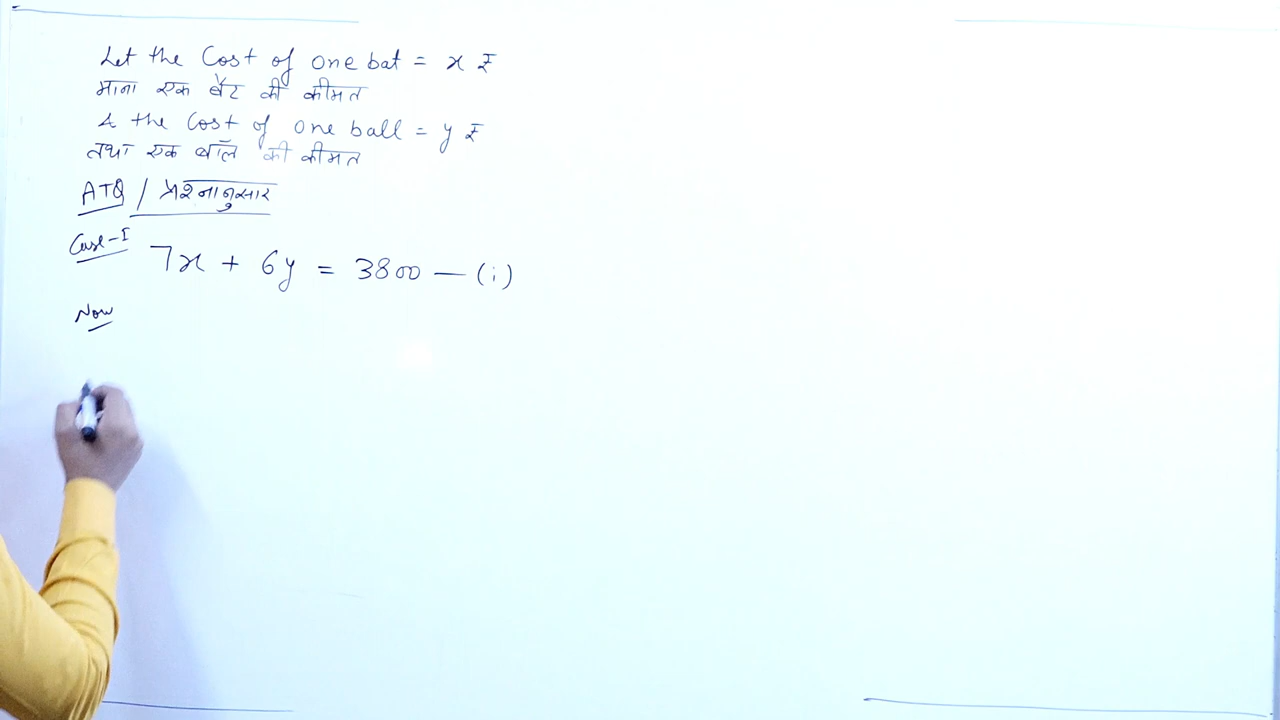 Let the Cost of one bat = x ₹
माना एक बैट की कीमत
& the Cost of one ball = y ₹
तथा एक बॉल की कीमत
ATQ / प्रश्नानुसार
Case-I 7x + 6y = 3800 — (i)
Now